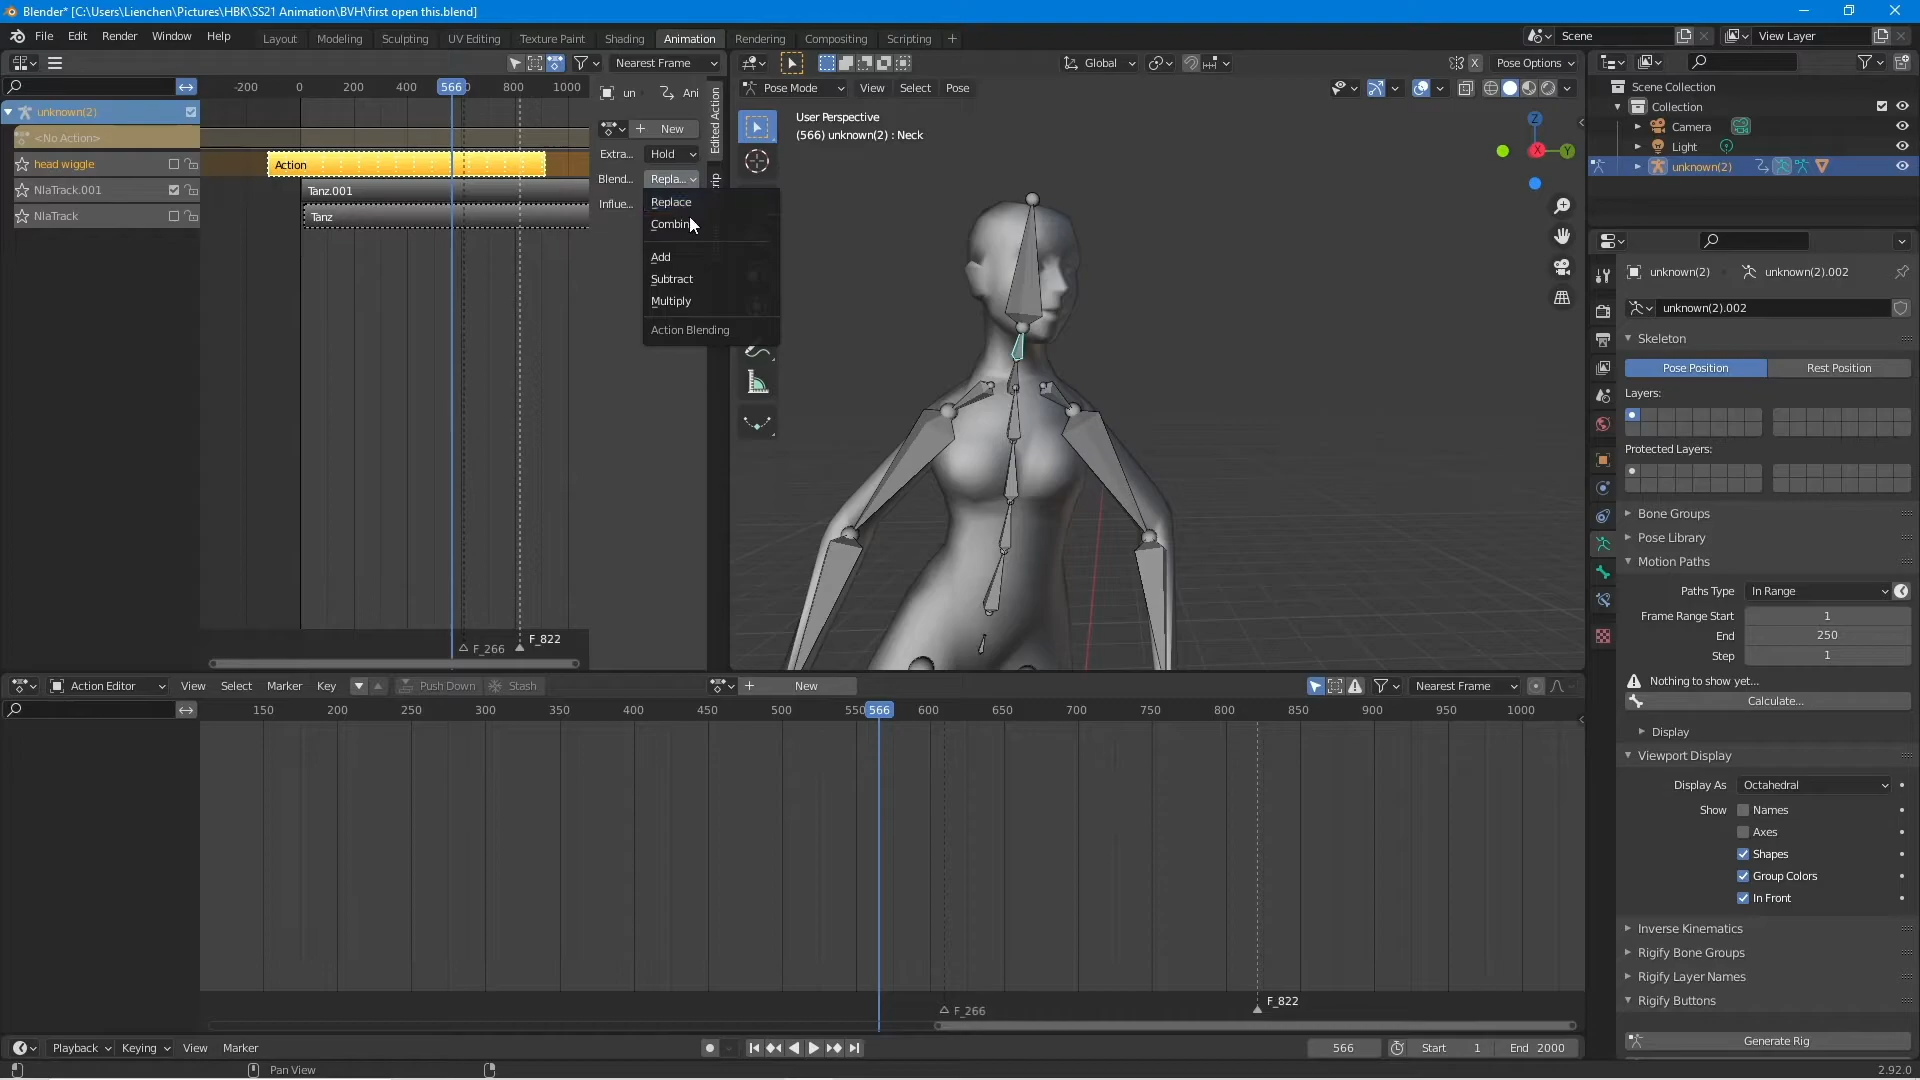 Blender* [C:\Users\Lienchen\Pictures\HBK\SS21 Animation\BVH\first open this.blend]
File Edit Render Window Help Layout Modeling Sculpting UV Editing Texture Paint Shading Animation Rendering Compositing Scripting + Scene View Layer
Nearest Frame Global Pose Options
-200 0 200 400 566 800 1000 un Ani Pose Mode View Select Pose
Scene Collection
Collection
Camera
Light
unknown(2)
unknown(2)
<No Action> + New
Edited Action
head wiggle Action Extra... Hold
NlaTrack.001 Tanz.001 Blend... Repla...
NlaTrack Tanz Influe...
Replace
Combin
Add
Subtract
Multiply
Action Blending
User Perspective
(566) unknown(2) : Neck
Z
X
Y
F_266 F_822
unknown(2) unknown(2).002
unknown(2).002
Skeleton
Pose Position Rest Position
Layers:
Protected Layers:
Bone Groups
Pose Library
Motion Paths
Paths Type In Range
Frame Range Start 1
End 250
Step 1
Nothing to show yet...
Calculate...
Display
Viewport Display
Display As Octahedral
Show Names
Axes
Shapes
Group Colors
In Front
Inverse Kinematics
Rigify Bone Groups
Rigify Layer Names
Rigify Buttons
Generate Rig
Action Editor View Select Marker Key Push Down Stash + New Nearest Frame
150 200 250 300 350 400 450 500 550 566 600 650 700 750 800 850 900 950 1000
F_266 F_822
Playback Keying View Marker 566 Start 1 End 2000
Pan View 2.92.0